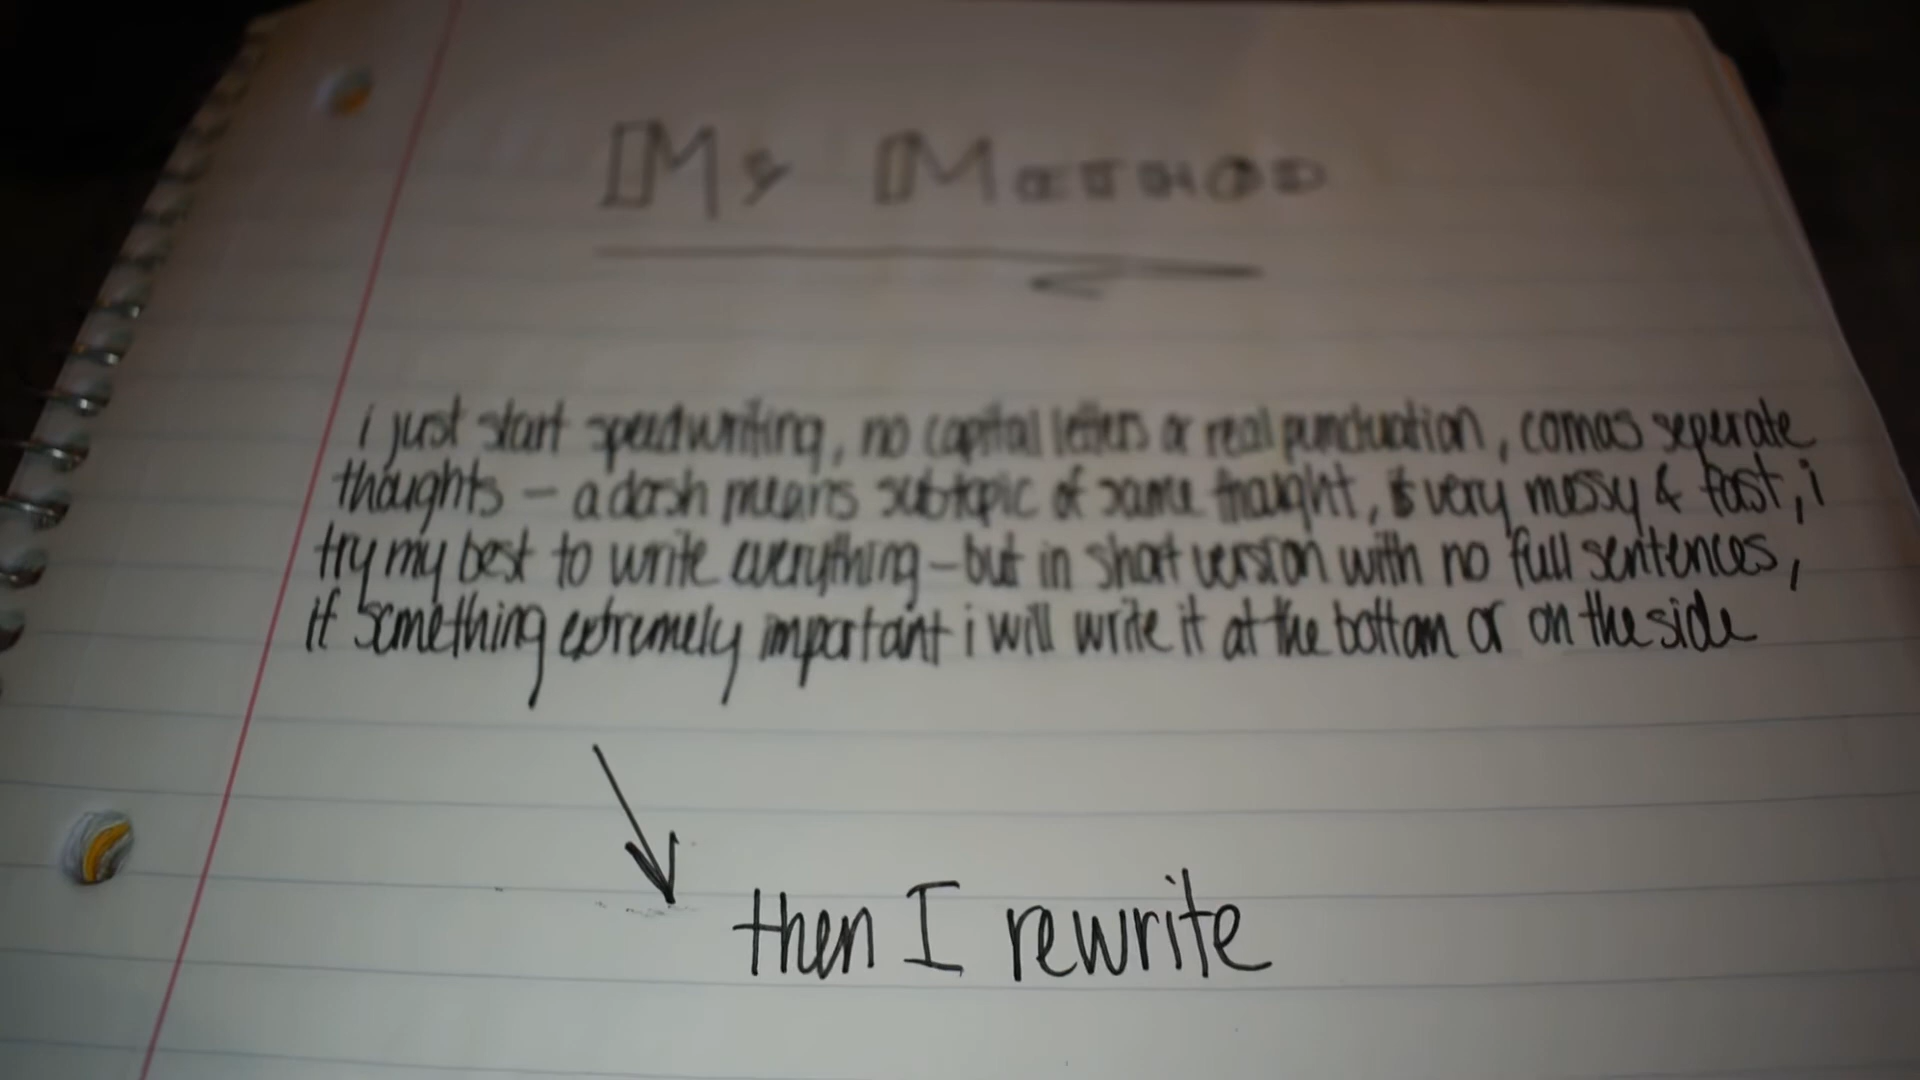 My Method
i just start speedwriting, no capital letters or real punctuation, comas seperate
thoughts - a dash means subtopic of same thought, is very messy & fast, i
try my best to write everything - but in short version with no full sentences,
if something extremely important i will write it at the bottom or on the side
then I rewrite